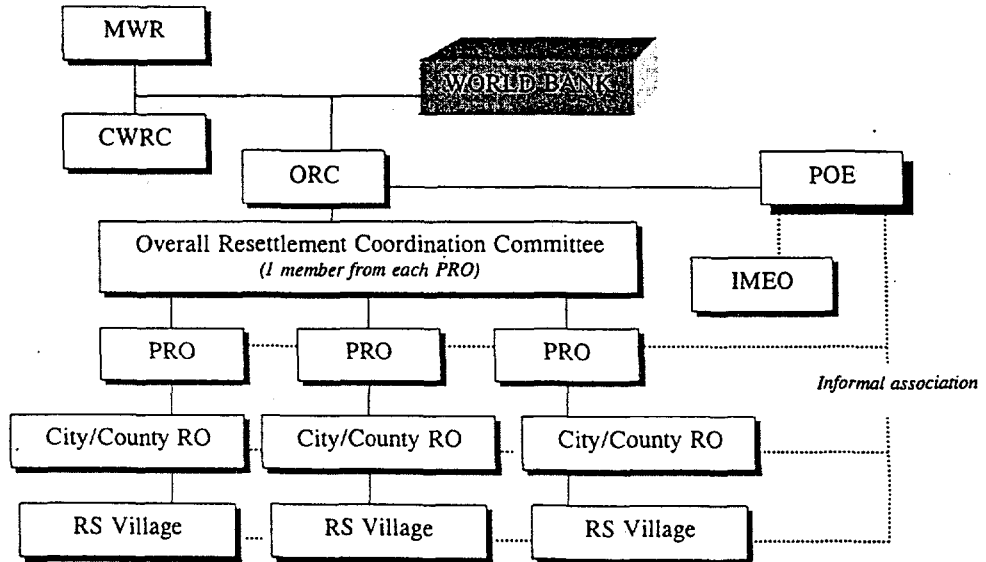 MWR
WORLD BANK
CWRC
ORC
POE
Overall Resettlement Coordination Committee
(1 member from each PRO)
IMEO
PRO
PRO
PRO
Informal association
City/County RO
City/County RO
City/County RO
RS Village
RS Village
RS Village